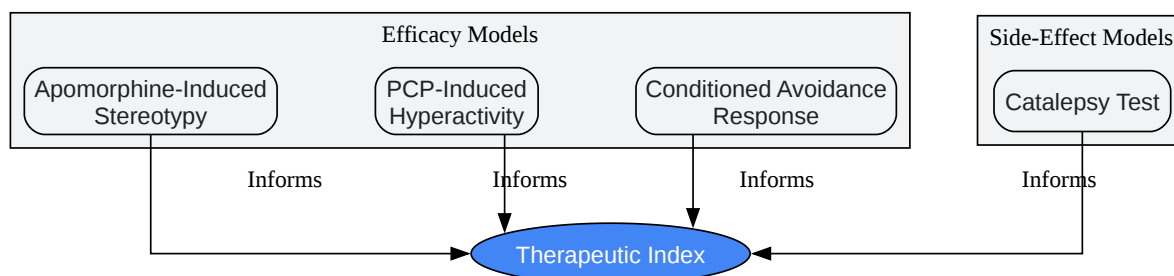 Efficacy Models
Side-Effect Models
Apomorphine-Induced
Stereotypy
PCP-Induced
Hyperactivity
Conditioned Avoidance
Response
Catalepsy Test
Informs
Informs
Informs
Informs
Therapeutic Index